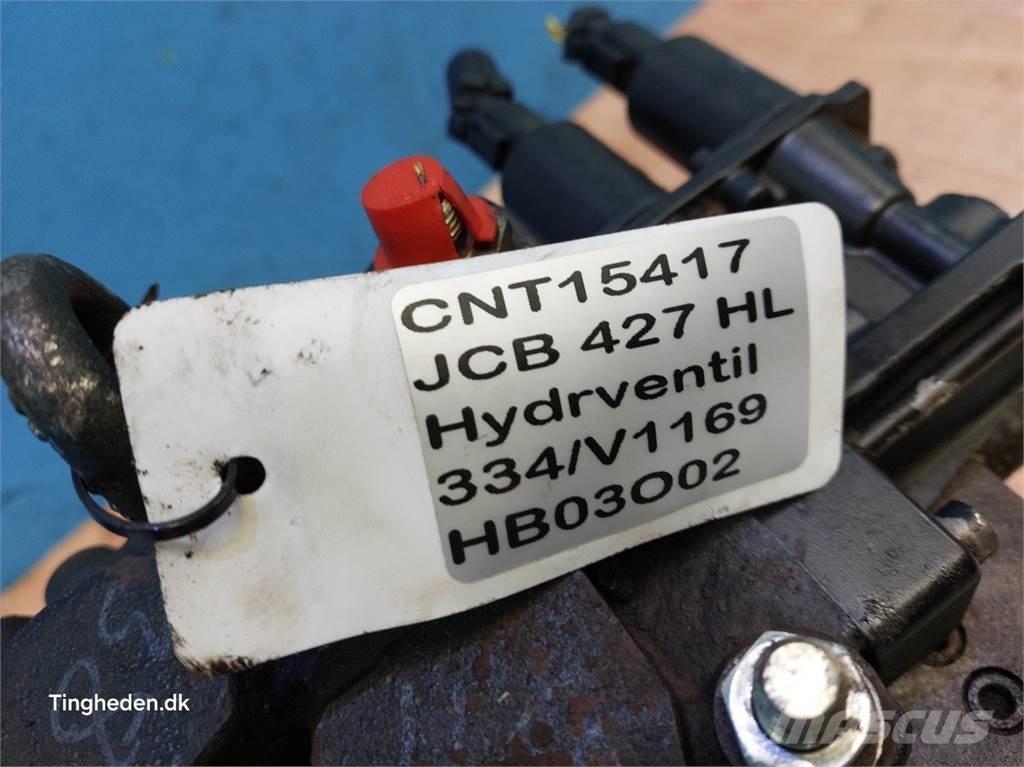 CNT15417
JCB 427 HL
Hydrventil
334/V1169
HB03O02
Tingheden.dk
MASCUS